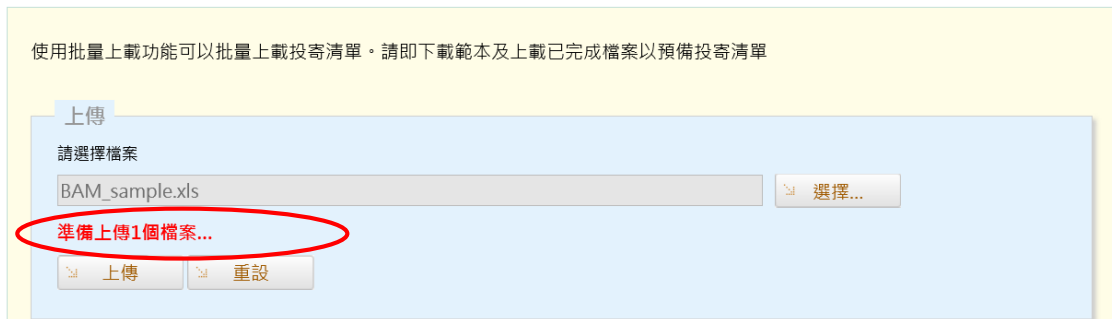 使用批量上載功能可以批量上載投寄清單。請即下載範本及上載已完成檔案以預備投寄清單
上傳
請選擇檔案
BAM_sample.xls
選擇...
準備上傳1個檔案...
上傳
重設